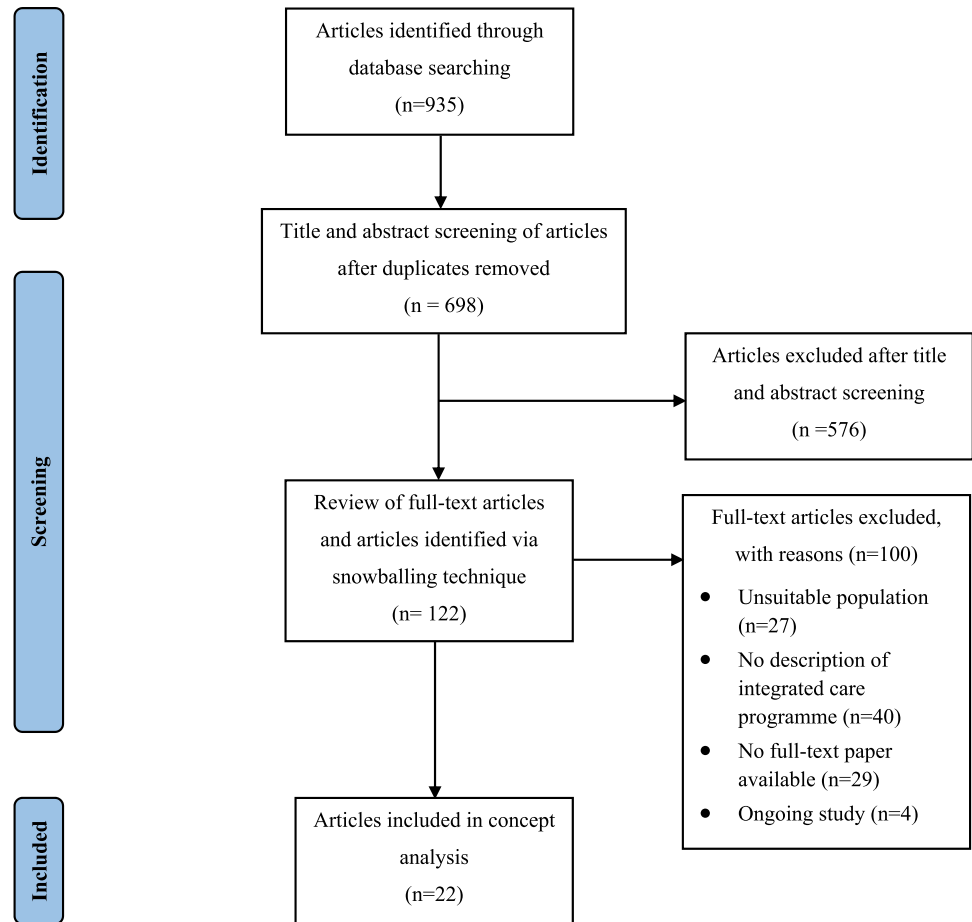 Identification
Articles identified through
database searching
(n=935)
Title and abstract screening of articles
after duplicates removed
(n = 698)
Screening
Articles excluded after title
and abstract screening
(n =576)
Review of full-text articles
and articles identified via
snowballing technique
(n= 122)
Full-text articles excluded,
with reasons (n=100)
• Unsuitable population
(n=27)
• No description of
integrated care
programme (n=40)
• No full-text paper
available (n=29)
• Ongoing study (n=4)
Included
Articles included in concept
analysis
(n=22)